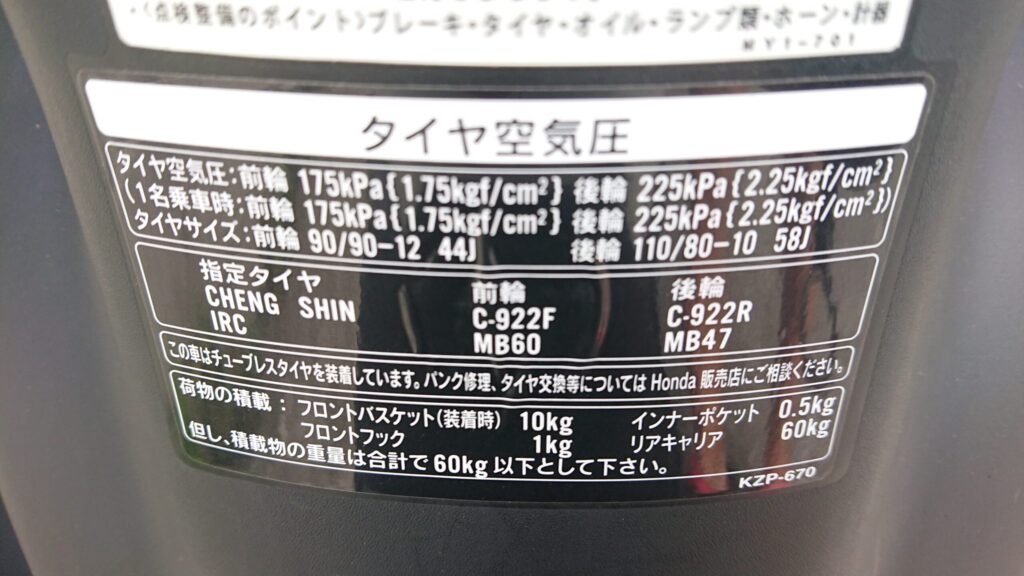 ・〈点検整備のポイント〉ブレーキ・タイヤ・オイル・ランプ類・ホーン・計器
MY1-701
タイヤ空気圧
タイヤ空気圧：前輪 175kPa{1.75kgf/cm²} 後輪 225kPa{2.25kgf/cm²}
(1名乗車時：前輪 175kPa{1.75kgf/cm²} 後輪 225kPa{2.25kgf/cm²})
タイヤサイズ：前輪 90/90-12 44J 後輪 110/80-10 58J
指定タイヤ 前輪 後輪
CHENG SHIN C-922F C-922R
IRC MB60 MB47
この車はチューブレスタイヤを装着しています。パンク修理、タイヤ交換等についてはHonda販売店にご相談ください。
荷物の積載：フロントバスケット(装着時) 10kg インナーポケット 0.5kg
フロントフック 1kg リアキャリア 60kg
但し、積載物の重量は合計で60kg以下として下さい。
KZP-670